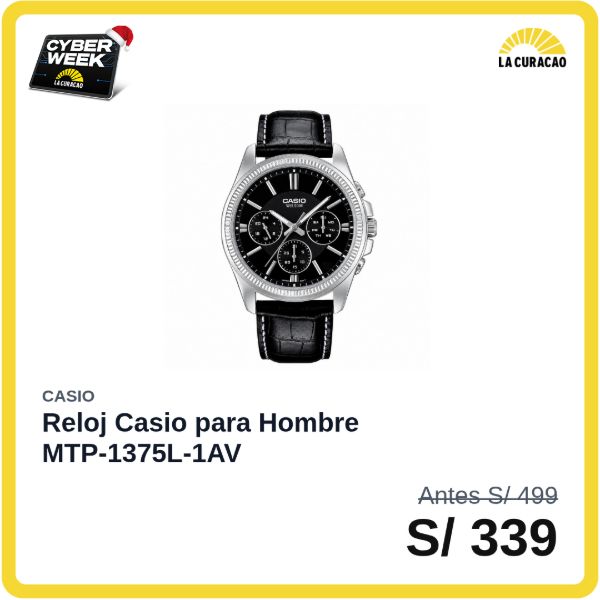 CYBER
WEEK
LA CURACAO
LA CURACAO
CASIO
CASIO
Reloj Casio para Hombre
MTP-1375L-1AV
Antes S/ 499
S/ 339